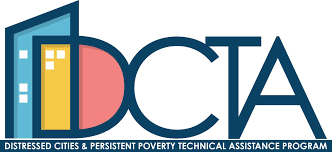 DCTA
DISTRESSED CITIES & PERSISTENT POVERTY TECHNICAL ASSISTANCE PROGRAM